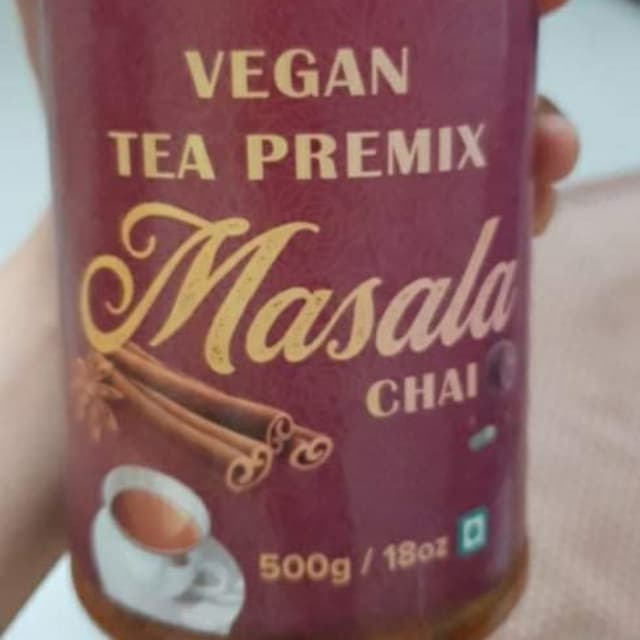 VEGAN
TEA PREMIX
Masala
CHAI
500g / 18oz